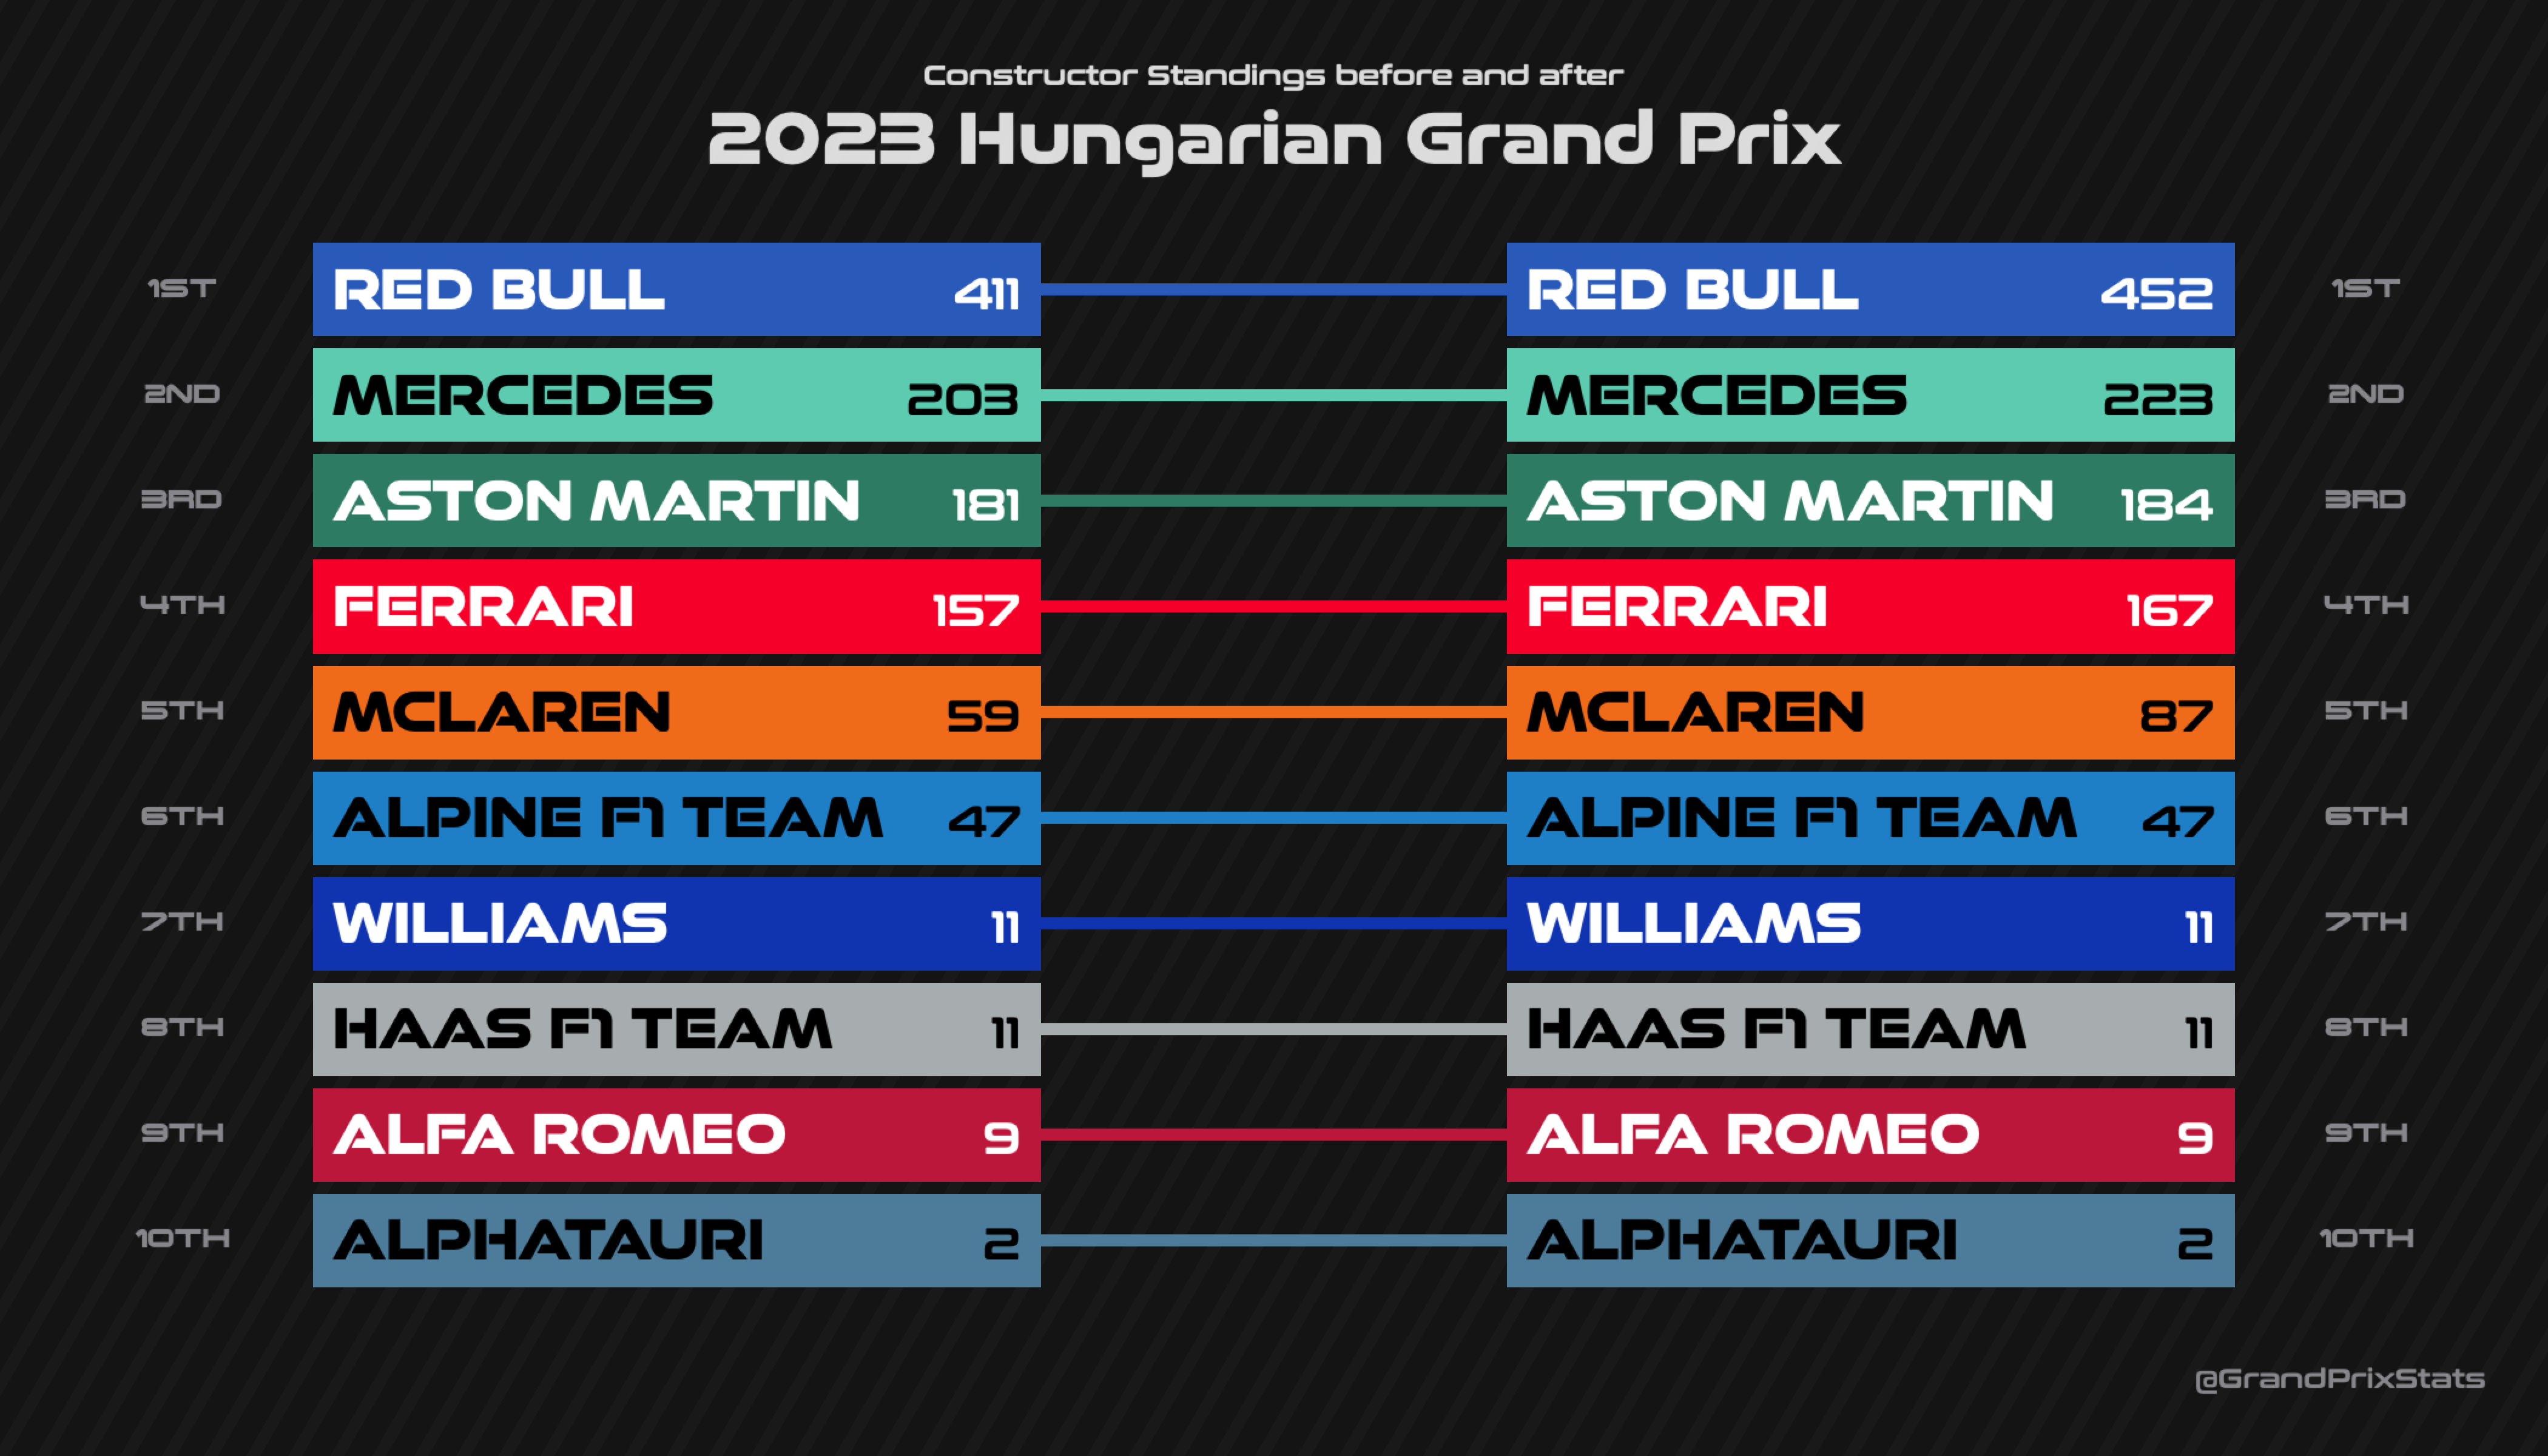 Constructor Standings before and after
2023 Hungarian Grand Prix
1ST RED BULL 411 RED BULL 452 1ST
2ND MERCEDES 203 MERCEDES 223 2ND
3RD ASTON MARTIN 181 ASTON MARTIN 184 3RD
4TH FERRARI 157 FERRARI 167 4TH
5TH MCLAREN 59 MCLAREN 87 5TH
6TH ALPINE F1 TEAM 47 ALPINE F1 TEAM 47 6TH
7TH WILLIAMS 11 WILLIAMS 11 7TH
8TH HAAS F1 TEAM 11 HAAS F1 TEAM 11 8TH
9TH ALFA ROMEO 9 ALFA ROMEO 9 9TH
10TH ALPHATAURI 2 ALPHATAURI 2 10TH
@GrandPrixStats